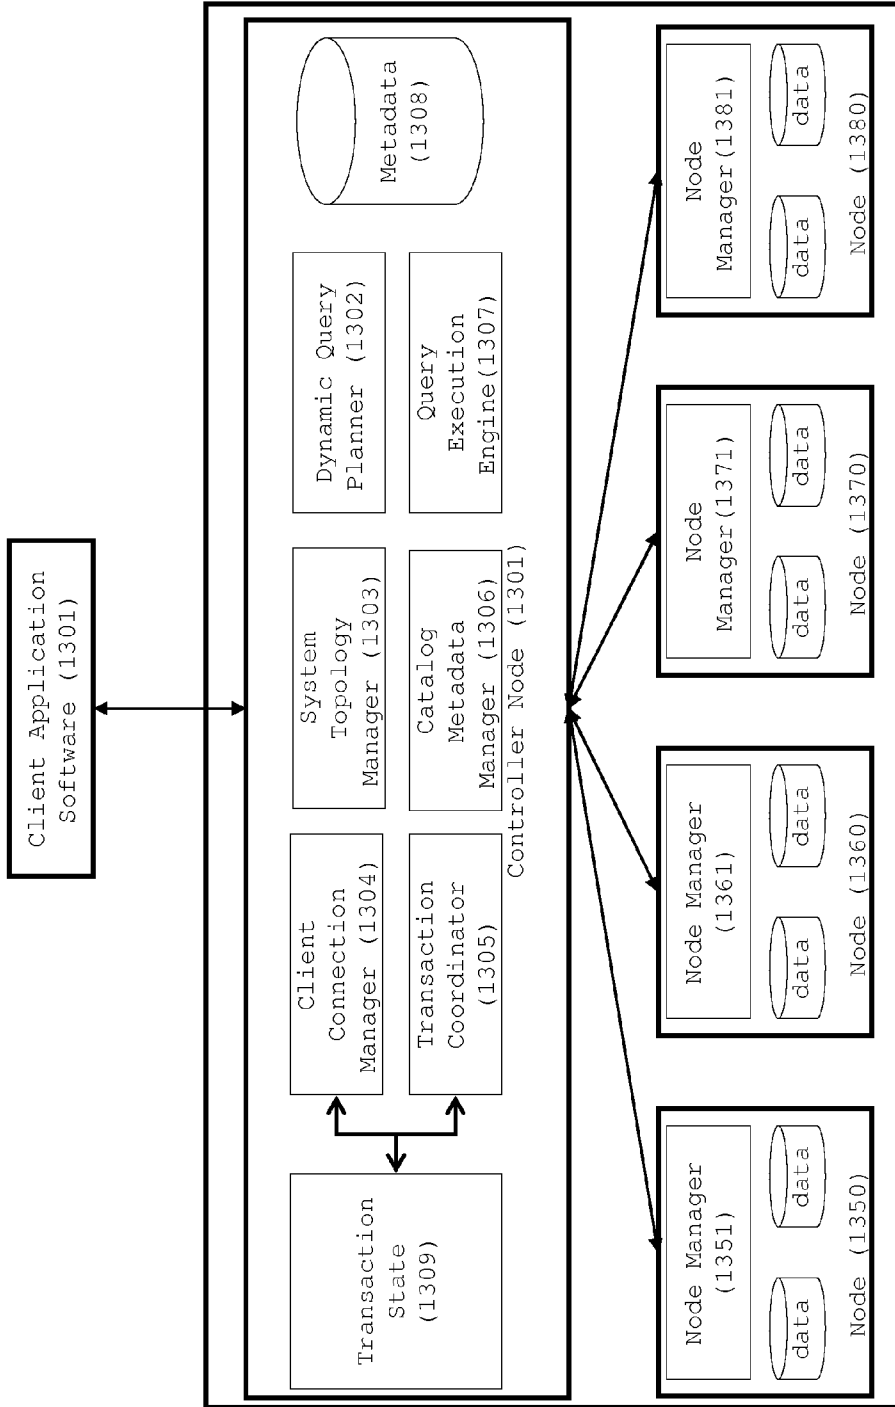 Client Application
Software (1301)
Transaction
State
(1309)
Client
Connection
Manager (1304)
System
Topology
Manager (1303)
Dynamic Query
Planner (1302)
Metadata
(1308)
Transaction
Coordinator
(1305)
Catalog
Metadata
Manager (1306)
Query
Execution
Engine(1307)
Controller Node (1301)
Node Manager
(1351)
data
data
Node (1350)
Node Manager
(1361)
data
data
Node (1360)
Node
Manager(1371)
data
data
Node (1370)
Node
Manager(1381)
data
data
Node (1380)